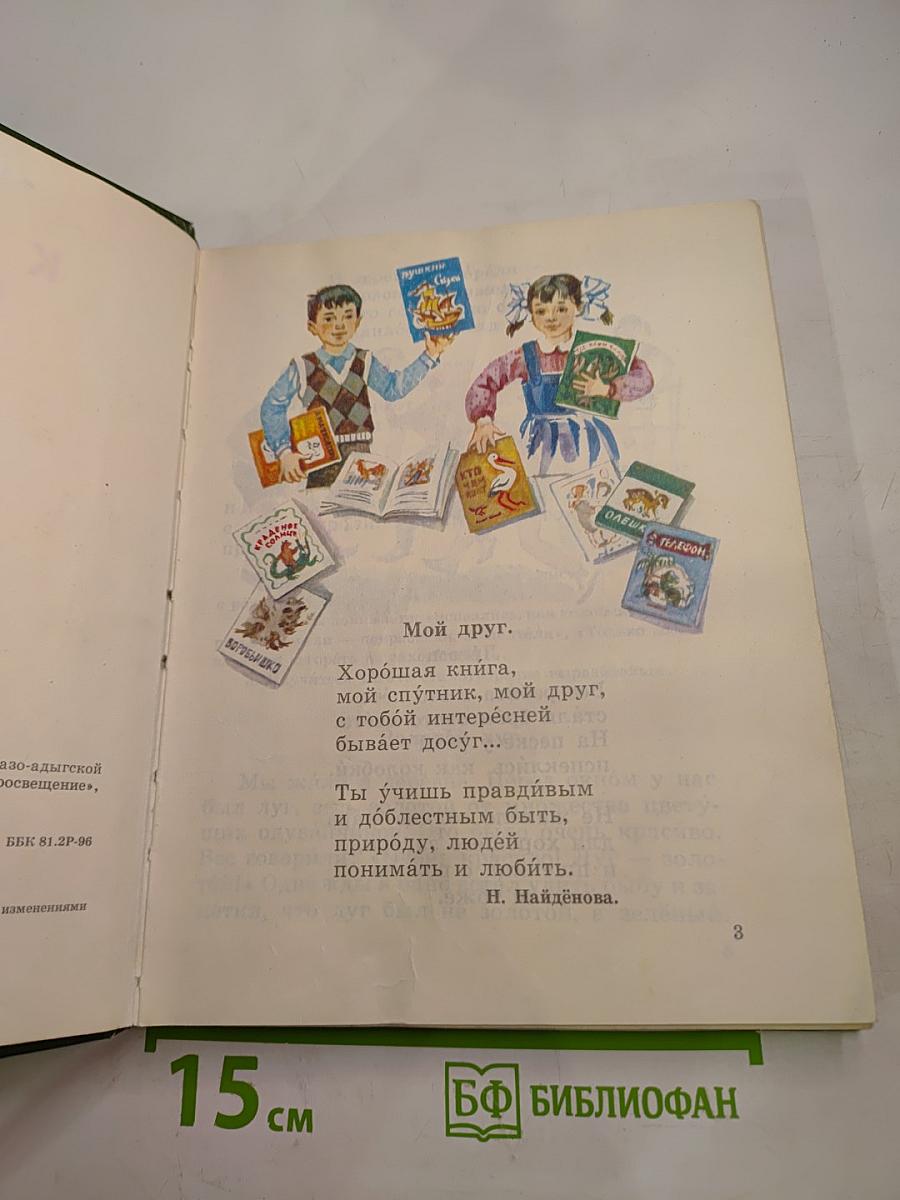 азо-адыгской
росвещение»,
ББК 81.2Р-96
изменениями
ПУШКИН
Сказки
КТО
ЧЕМ
ПОЁТ
КРАДЕНОЕ
СОЛНЦЕ
ВОРОБЬИШКО
ОЛЕШК
ТЕЛЕФОН
Мой друг.
Хоро́шая кни́га,
мой спу́тник, мой друг,
с тобо́й интере́сней
быва́ет досу́г...
Ты у́чишь правди́вым
и до́блестным быть,
приро́ду, люде́й
понима́ть и люби́ть.
Н. Найдёнова.
3
15 см
БФ БИБЛИОФАН